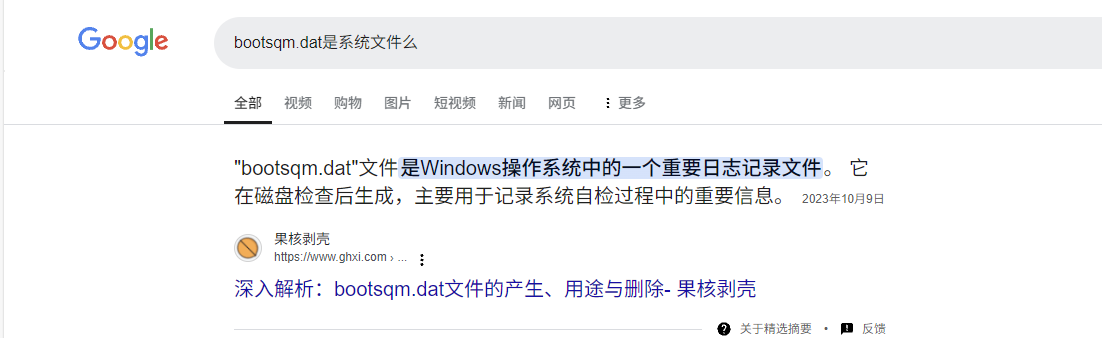 Google
bootsqm.dat是系统文件么
全部 视频 购物 图片 短视频 新闻 网页 更多
"bootsqm.dat"文件是Windows操作系统中的一个重要日志记录文件。 它
在磁盘检查后生成，主要用于记录系统自检过程中的重要信息。 2023年10月9日
果核剥壳
https://www.ghxi.com › ...
深入解析：bootsqm.dat文件的产生、用途与删除- 果核剥壳
关于精选摘要 • 反馈